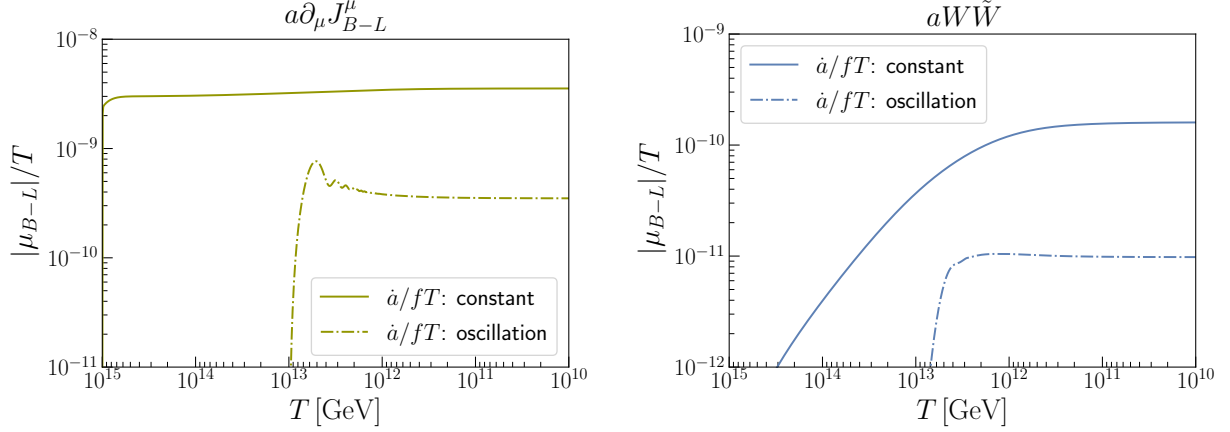 a∂_μ J^μ_{B−L}
|μ_{B−L}|/T
10^{−8}
10^{−9}
10^{−10}
10^{−11}
ȧ/fT: constant
ȧ/fT: oscillation
10^{15} 10^{14} 10^{13} 10^{12} 10^{11} 10^{10}
T [GeV]
aWW̃
|μ_{B−L}|/T
10^{−9}
10^{−10}
10^{−11}
10^{−12}
ȧ/fT: constant
ȧ/fT: oscillation
10^{15} 10^{14} 10^{13} 10^{12} 10^{11} 10^{10}
T [GeV]